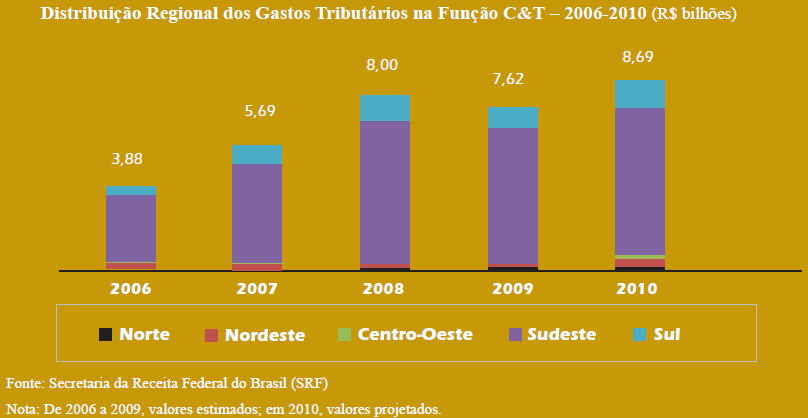 Distribuição Regional dos Gastos Tributários na Função C&T – 2006-2010 (R$ bilhões)
3,88
5,69
8,00
7,62
8,69
2006 2007 2008 2009 2010
Norte Nordeste Centro-Oeste Sudeste Sul
Fonte: Secretaria da Receita Federal do Brasil (SRF)
Nota: De 2006 a 2009, valores estimados; em 2010, valores projetados.